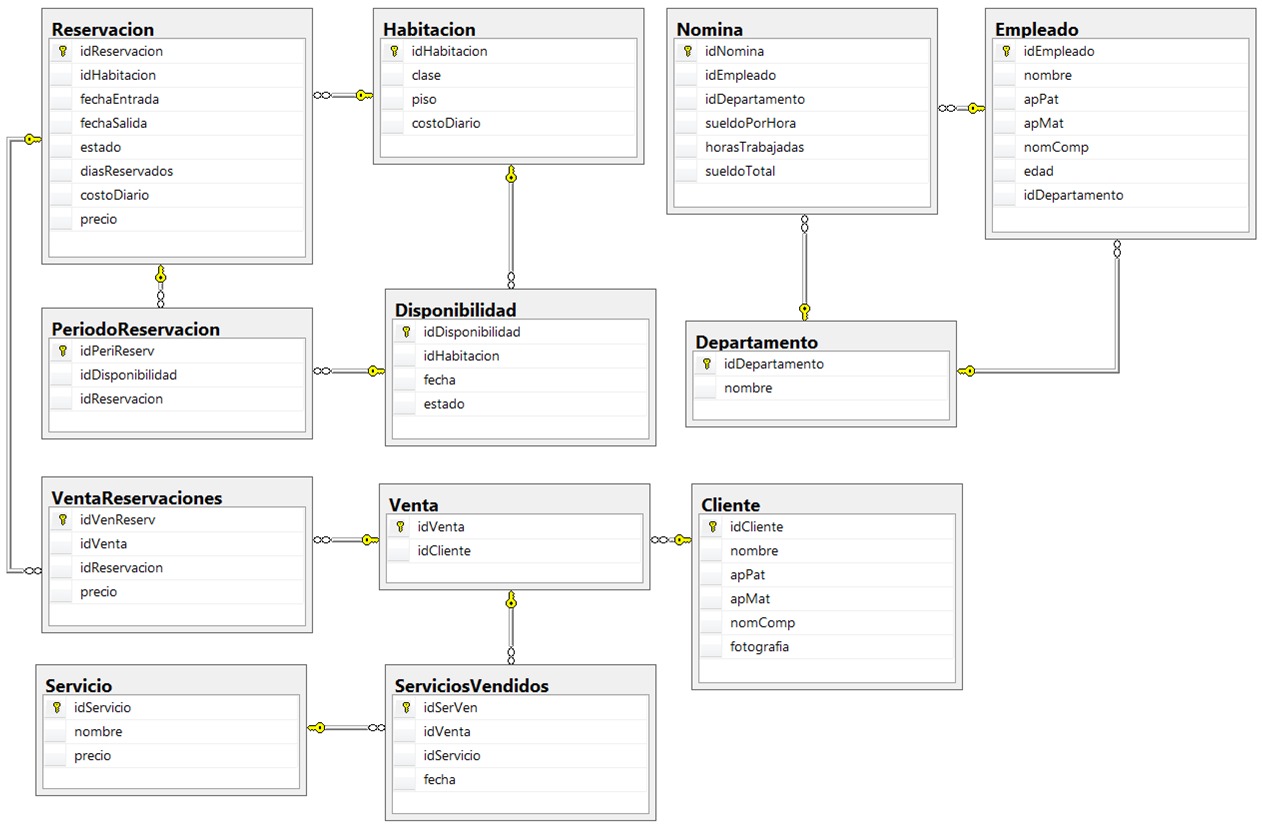 Reservacion
idReservacion
idHabitacion
fechaEntrada
fechaSalida
estado
diasReservados
costoDiario
precio
Habitacion
idHabitacion
clase
piso
costoDiario
Nomina
idNomina
idEmpleado
idDepartamento
sueldoPorHora
horasTrabajadas
sueldoTotal
Empleado
idEmpleado
nombre
apPat
apMat
nomComp
edad
idDepartamento
PeriodoReservacion
idPeriReserv
idDisponibilidad
idReservacion
Disponibilidad
idDisponibilidad
idHabitacion
fecha
estado
Departamento
idDepartamento
nombre
VentaReservaciones
idVenReserv
idVenta
idReservacion
precio
Venta
idVenta
idCliente
Cliente
idCliente
nombre
apPat
apMat
nomComp
fotografia
Servicio
idServicio
nombre
precio
ServiciosVendidos
idSerVen
idVenta
idServicio
fecha